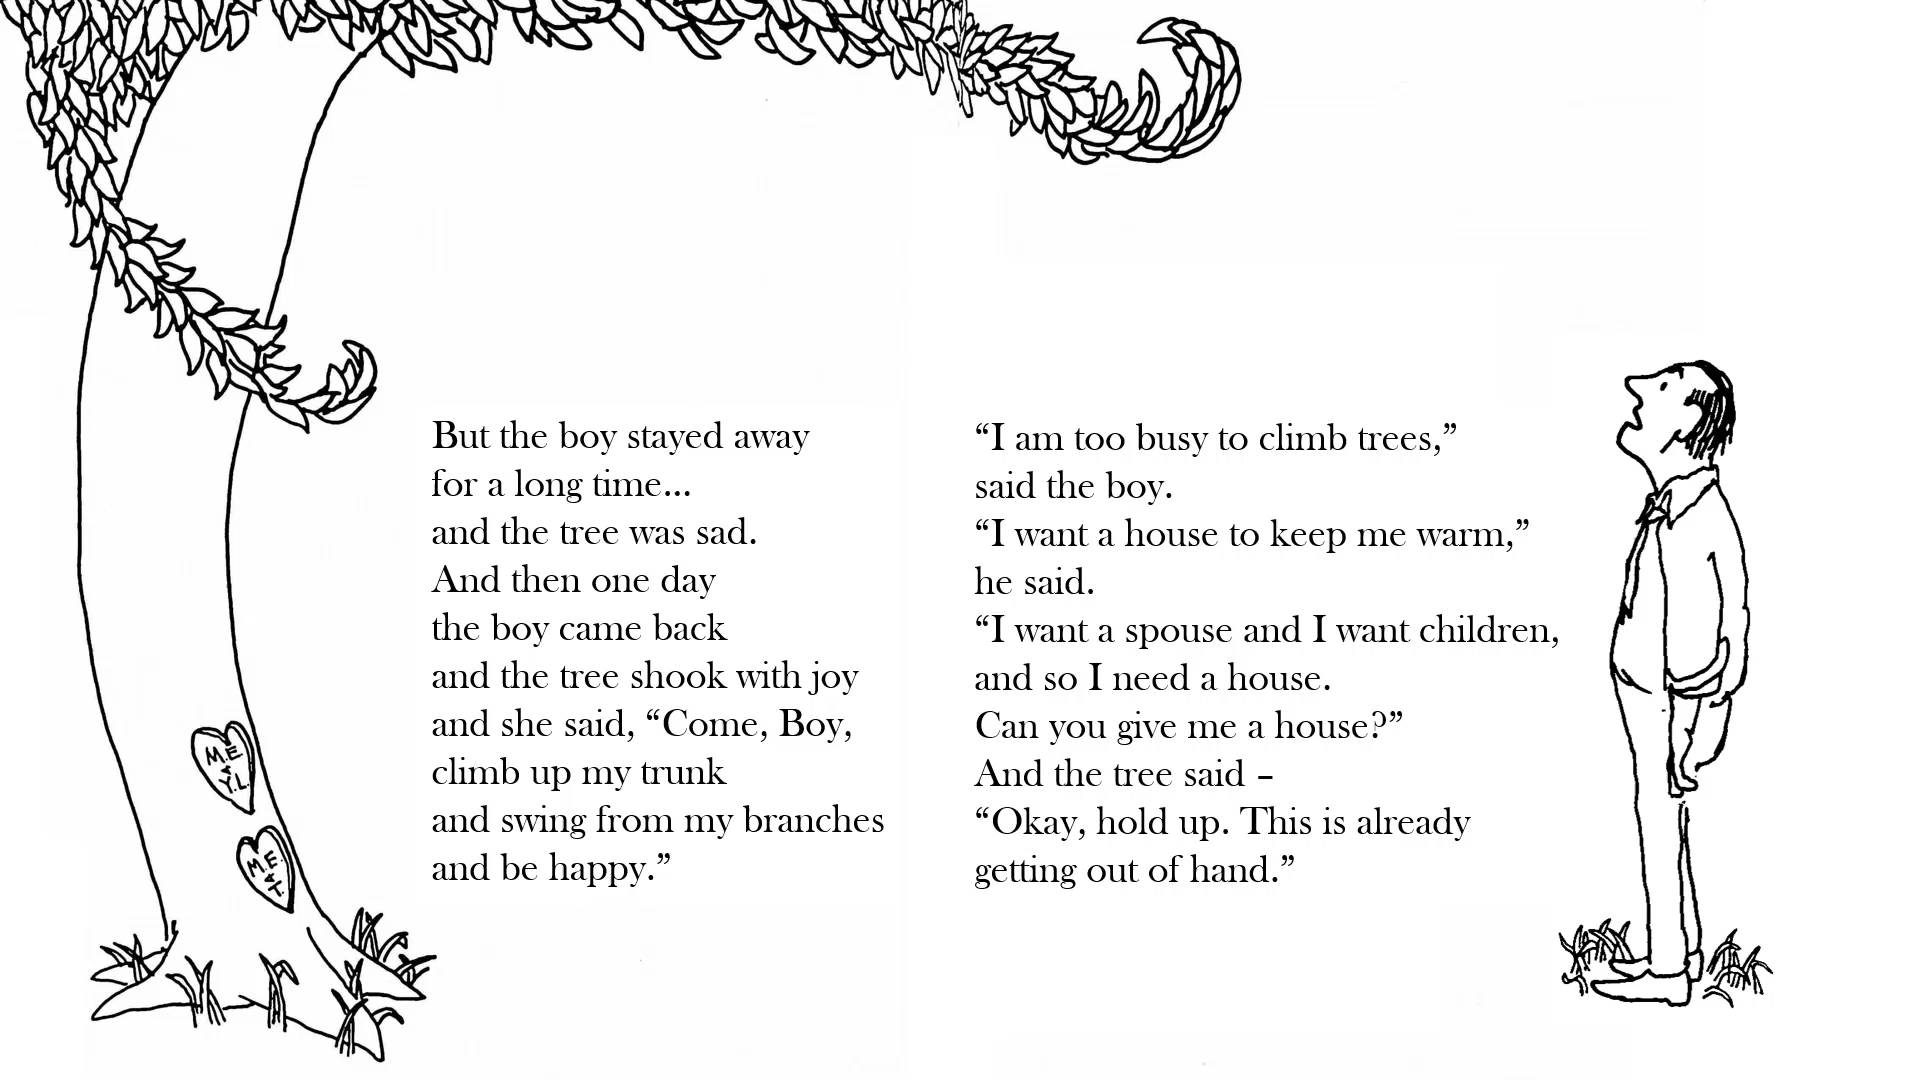 But the boy stayed away
for a long time...
and the tree was sad.
And then one day
the boy came back
and the tree shook with joy
and she said, “Come, Boy,
climb up my trunk
and swing from my branches
and be happy.”
“I am too busy to climb trees,”
said the boy.
“I want a house to keep me warm,”
he said.
“I want a spouse and I want children,
and so I need a house.
Can you give me a house?”
And the tree said –
“Okay, hold up. This is already
getting out of hand.”
M.E.
&
Y.L.
M.E.
&
T.